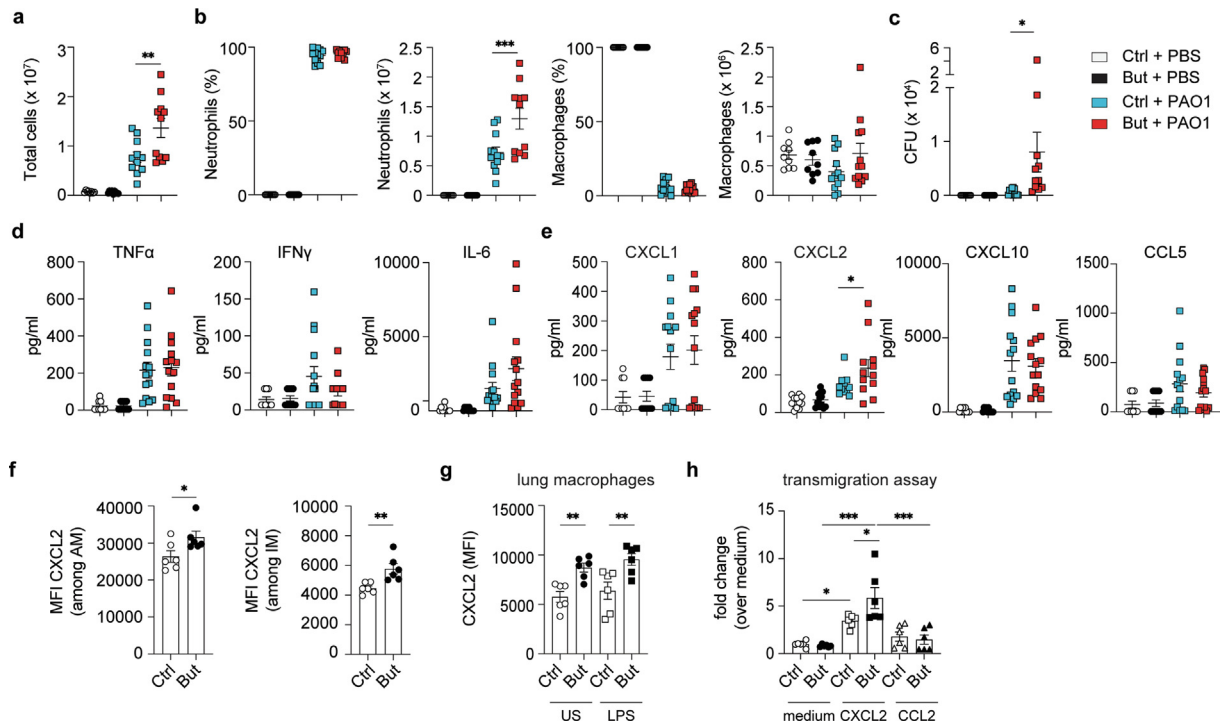 a
b
c
Total cells (x 10⁷)
3
2
1
0
**
Neutrophils (%)
100
50
0
Neutrophils (x 10⁷)
2.5
2.0
1.5
1.0
0.5
0
***
Macrophages (%)
100
50
0
Macrophages (x 10⁶)
2.5
2.0
1.5
1.0
0.5
0
CFU (x 10⁴)
6
4
2
2
1
0
*
Ctrl + PBS
But + PBS
Ctrl + PAO1
But + PAO1
d
e
TNFα
pg/ml
800
600
400
200
0
IFNγ
pg/ml
200
150
100
50
0
IL-6
pg/ml
10000
5000
0
CXCL1
pg/ml
500
400
300
200
100
0
CXCL2
pg/ml
800
600
400
200
0
*
CXCL10
pg/ml
10000
5000
0
CCL5
pg/ml
1500
1000
500
0
f
g
h
MFI CXCL2
(among AM)
40000
30000
20000
10000
0
*
Ctrl
But
MFI CXCL2
(among IM)
10000
8000
6000
4000
2000
0
**
Ctrl
But
lung macrophages
CXCL2 (MFI)
15000
10000
5000
0
**
**
Ctrl
But
Ctrl
But
US
LPS
transmigration assay
fold change
(over medium)
15
10
5
0
***
***
*
*
Ctrl
But
Ctrl
But
Ctrl
But
medium
CXCL2
CCL2